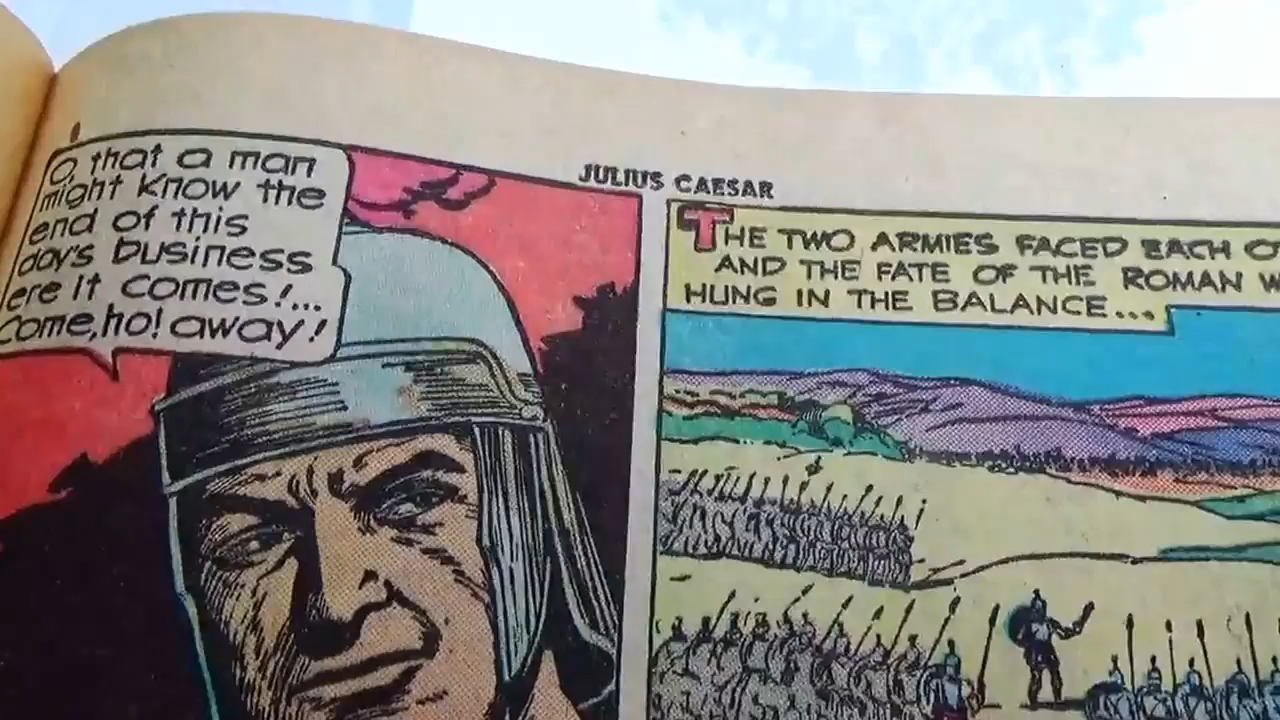 JULIUS CAESAR
O, that a man
might know the
end of this
day's business
ere it comes!...
Come, ho! away!
THE TWO ARMIES FACED EACH
AND THE FATE OF THE ROMAN
HUNG IN THE BALANCE...